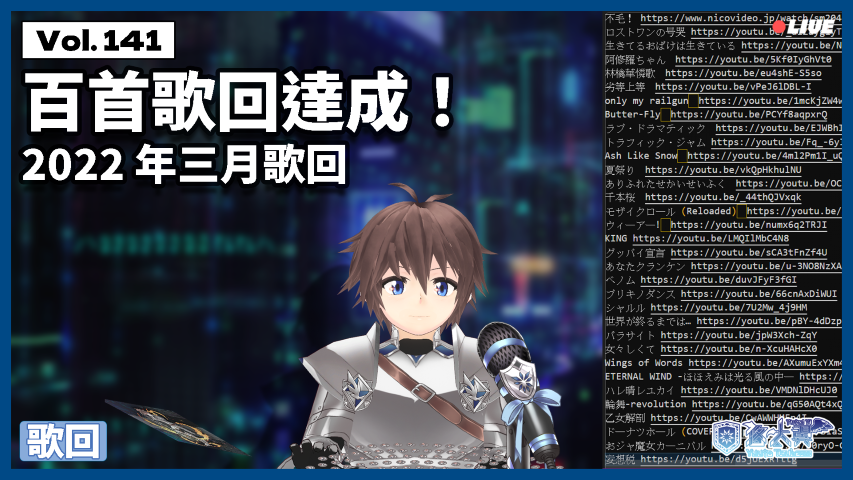 Vol. 141
百首歌回達成！
2022 年三月歌回
歌回
LIVE
不毛！ https://www.nicovideo.jp/watch/sm204
ロストワンの号哭
生きてるおばけは生きている https://youtu.be/N
阿修羅ちゃん https://youtu.be/5Kf0IyGhVt0
林檎華憐歌 https://youtu.be/eu4shE-S5so
劣等上等 https://youtu.be/vPeJ6lDBL-I
only my railgun https://youtu.be/1mcKjZW4w
Butter-Fly https://youtu.be/PCYf8aqpxrQ
ラブ・ドラマティック https://youtu.be/EJWBhI
トラフィック・ジャム https://youtu.be/Fq_-6y
Ash Like Snow https://youtu.be/4ml2Pm1I_uQ
夏祭り https://youtu.be/vkQpHkhulNU
ありふれたせかいせいふく https://youtu.be/OC
千本桜 https://youtu.be/_44thQJVxqk
モザイクロール (Reloaded) https://youtu.be/
ウィーアー! https://youtu.be/numx6q2TRJI
KING https://youtu.be/LMQIlMbC4N8
グッバイ宣言 https://youtu.be/sCA3tFnZf4U
あなたクランケン https://youtu.be/u-3NO8NzXA
ベノム https://youtu.be/duvJFyF3fGI
ブリキノダンス https://youtu.be/66cnAxDiWUI
シャルル https://youtu.be/7U2Mw_4j9HM
世界が終るまでは… https://youtu.be/pBY-4dDzp
パラサイト https://youtu.be/jpW3Xch-ZqY
女々しくて https://youtu.be/n-XcuHAHcX0
Wings of Words https://youtu.be/AXumuExYXm4
ETERNAL WIND -ほほえみは光る風の中― https://
ハレ晴レユカイ https://youtu.be/VMDNlDHcUJ0
輪舞-revolution https://youtu.be/qG50AQt4xQ
乙女解剖
ドーナツホール
おジャ魔女カーニバル
妄想税